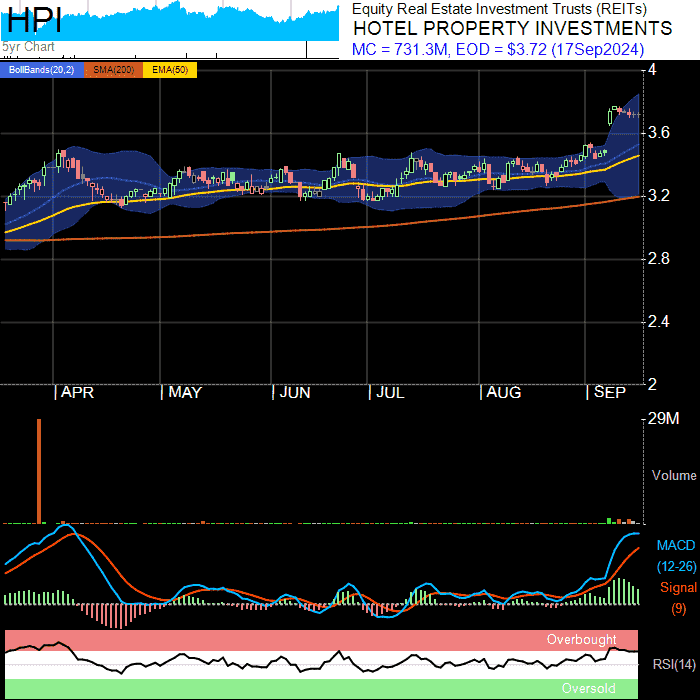 HPI
5yr Chart
Equity Real Estate Investment Trusts (REITs)
HOTEL PROPERTY INVESTMENTS
MC = 731.3M, EOD = $3.72 (17Sep2024)
BollBands(20,2) SMA(200) EMA(50)
4
3.6
3.2
2.8
2.4
2
APR MAY JUN JUL AUG SEP
29M
Volume
MACD
(12-26)
Signal
(9)
Overbought
RSI(14)
Oversold